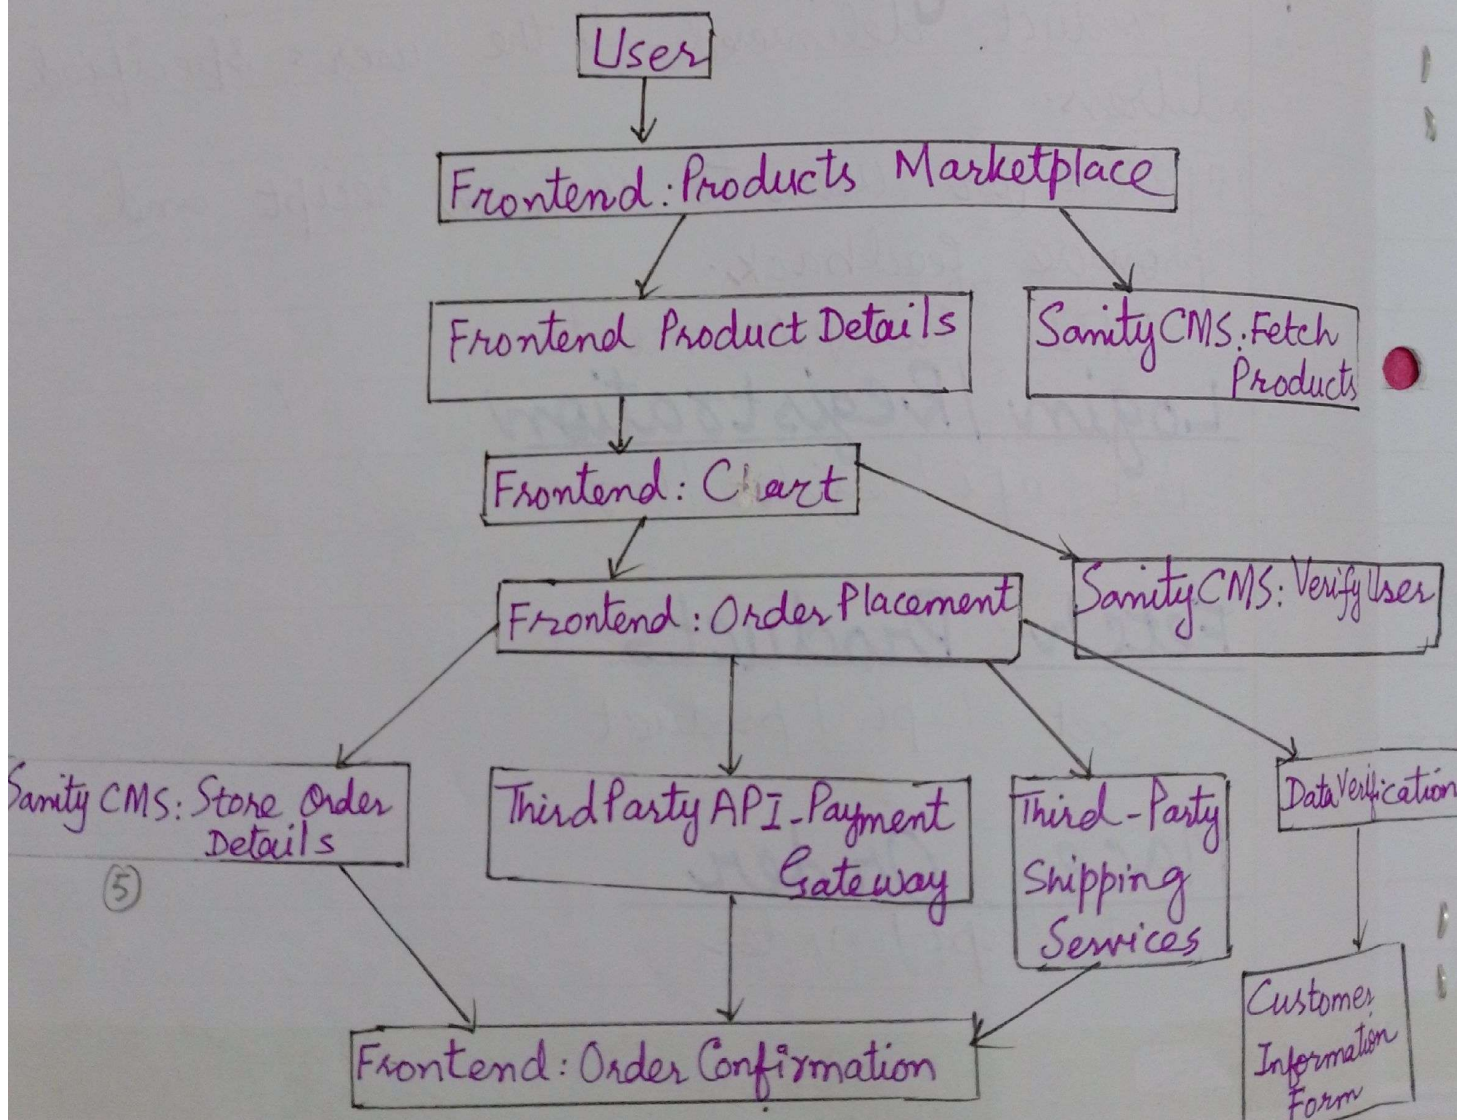 User
Frontend: Products Marketplace
Frontend Product Details
Sanity CMS: Fetch
Products
Frontend: Chart
Frontend: Order Placement
Sanity CMS: Verify User
Sanity CMS: Store Order
Details
Third Party API-Payment
Gateway
Third-Party
Shipping
Services
Data Verification
5
Customer
Information
Form
Frontend: Order Confirmation